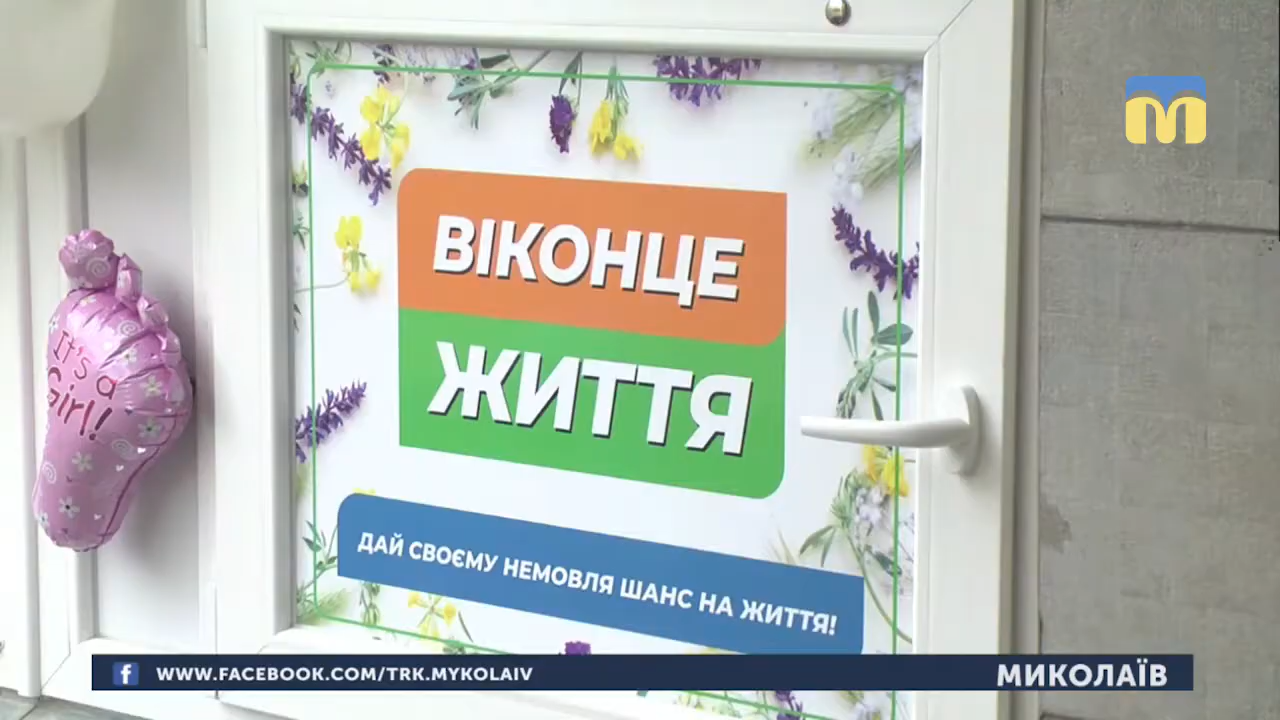 ВІКОНЦЕ
ЖИТТЯ
ДАЙ СВОЄМУ НЕМОВЛЯ ШАНС НА ЖИТТЯ!
It's a
Girl!
WWW.FACEBOOK.COM/TRK.MYKOLAIV
МИКОЛАЇВ